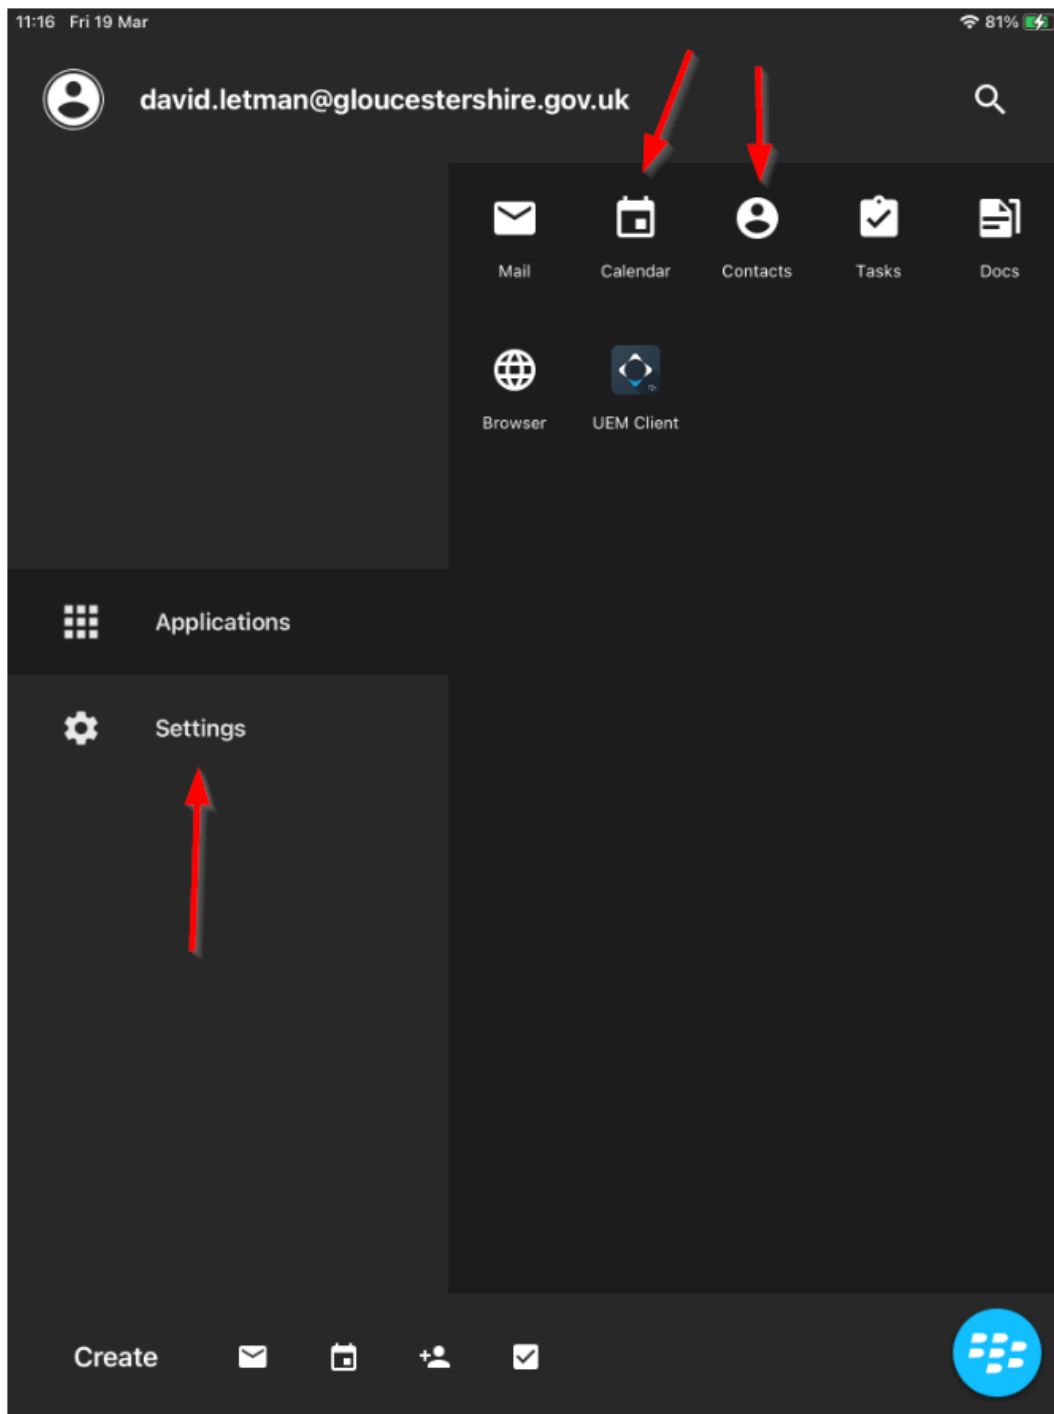 11:16 Fri 19 Mar 81%
david.letman@gloucestershire.gov.uk
Mail Calendar Contacts Tasks Docs
Browser UEM Client
Applications
Settings
Create